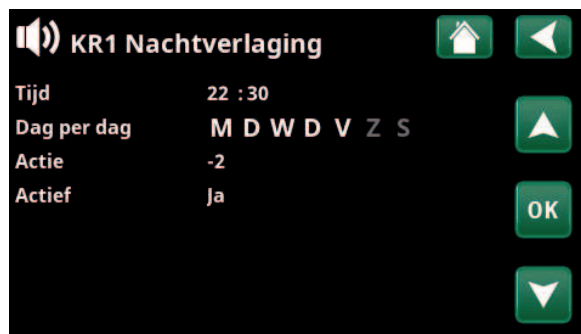 KR1 Nachtverlaging
Tijd 22 :30
Dag per dag M D W D V Z S
Actie -2
Actief Ja
OK